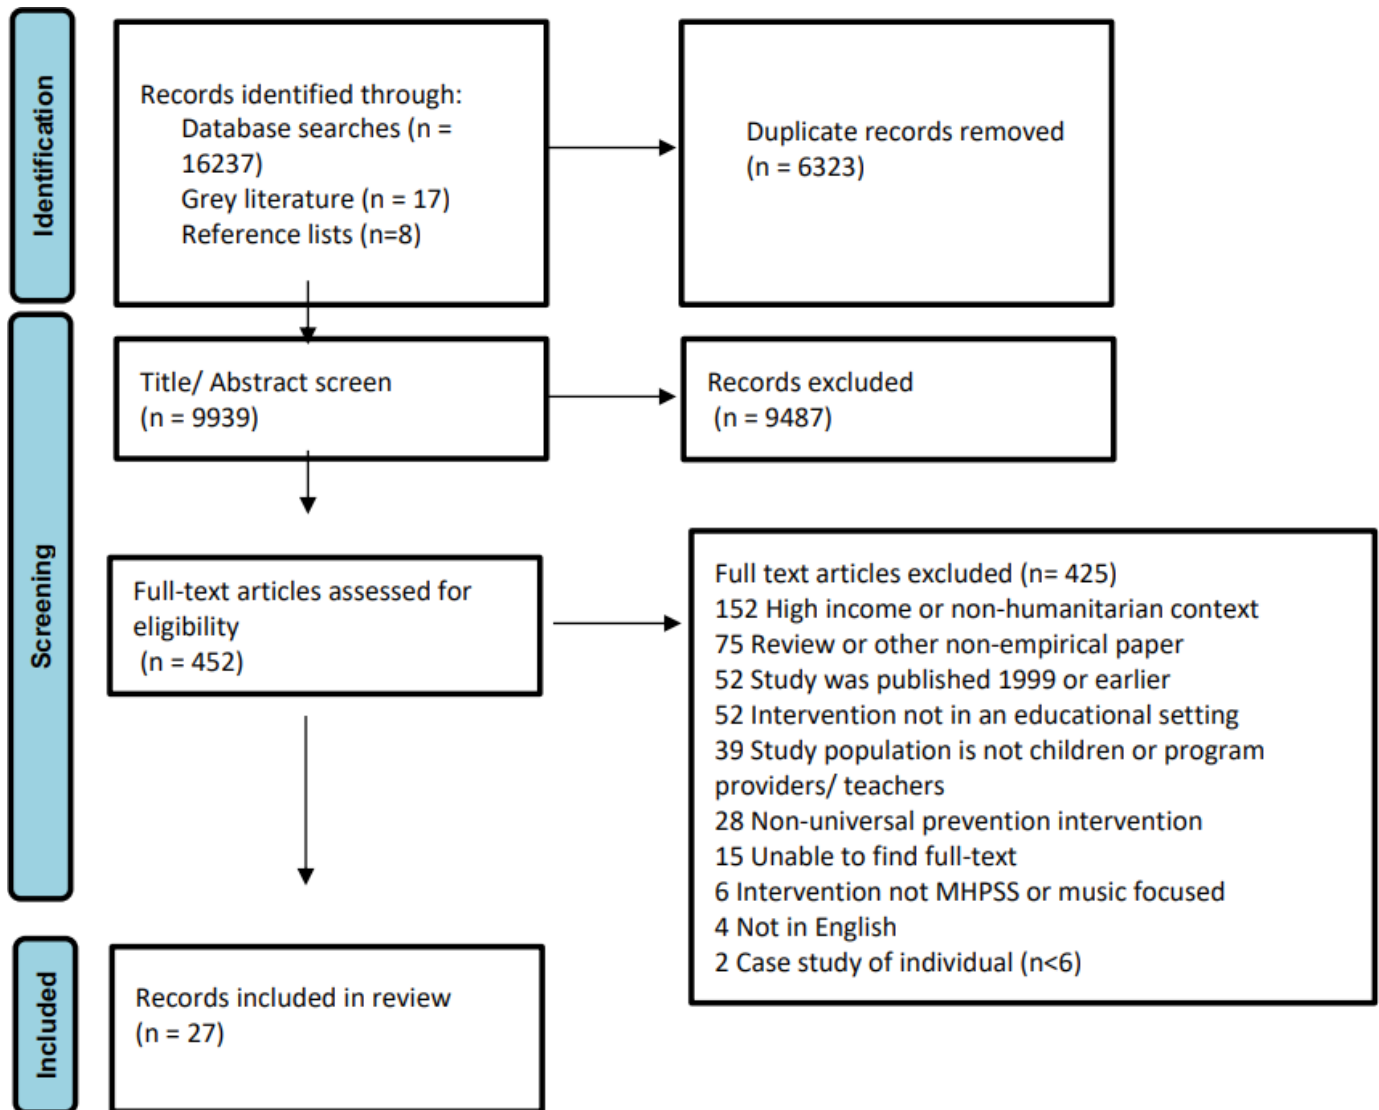 Identification
Records identified through:
Database searches (n =
16237)
Grey literature (n = 17)
Reference lists (n=8)
Duplicate records removed
(n = 6323)
Screening
Title/ Abstract screen
(n = 9939)
Records excluded
(n = 9487)
Full-text articles assessed for
eligibility
(n = 452)
Full text articles excluded (n= 425)
152 High income or non-humanitarian context
75 Review or other non-empirical paper
52 Study was published 1999 or earlier
52 Intervention not in an educational setting
39 Study population is not children or program
providers/ teachers
28 Non-universal prevention intervention
15 Unable to find full-text
6 Intervention not MHPSS or music focused
4 Not in English
2 Case study of individual (n<6)
Included
Records included in review
(n = 27)